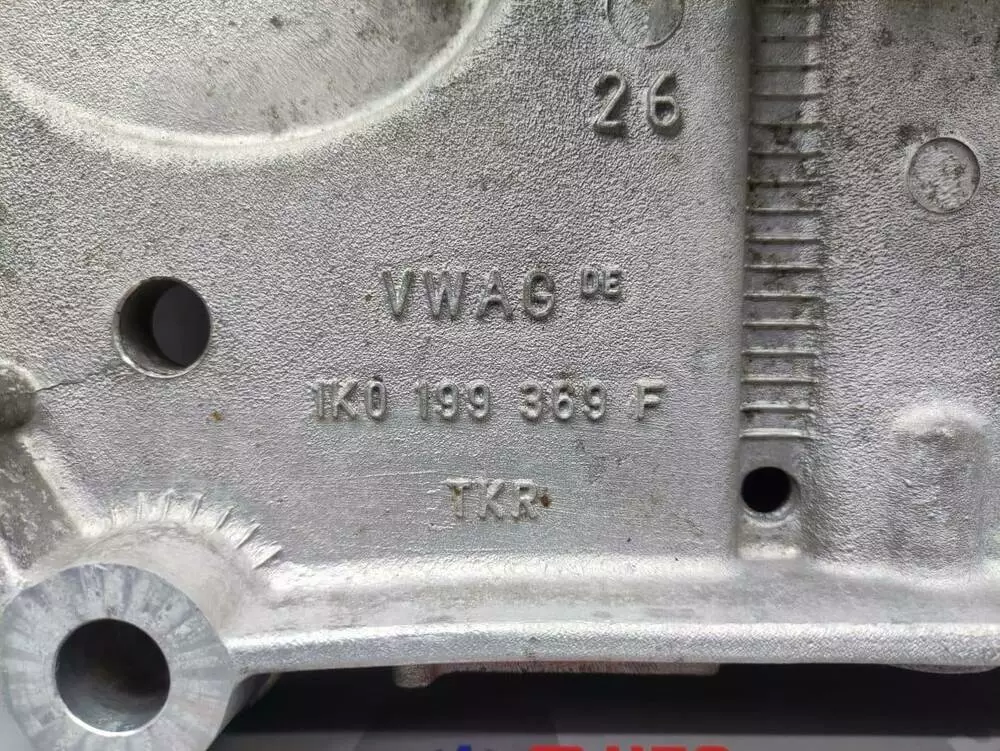 26
VWAG DE
1K0 199 369 F
TKR